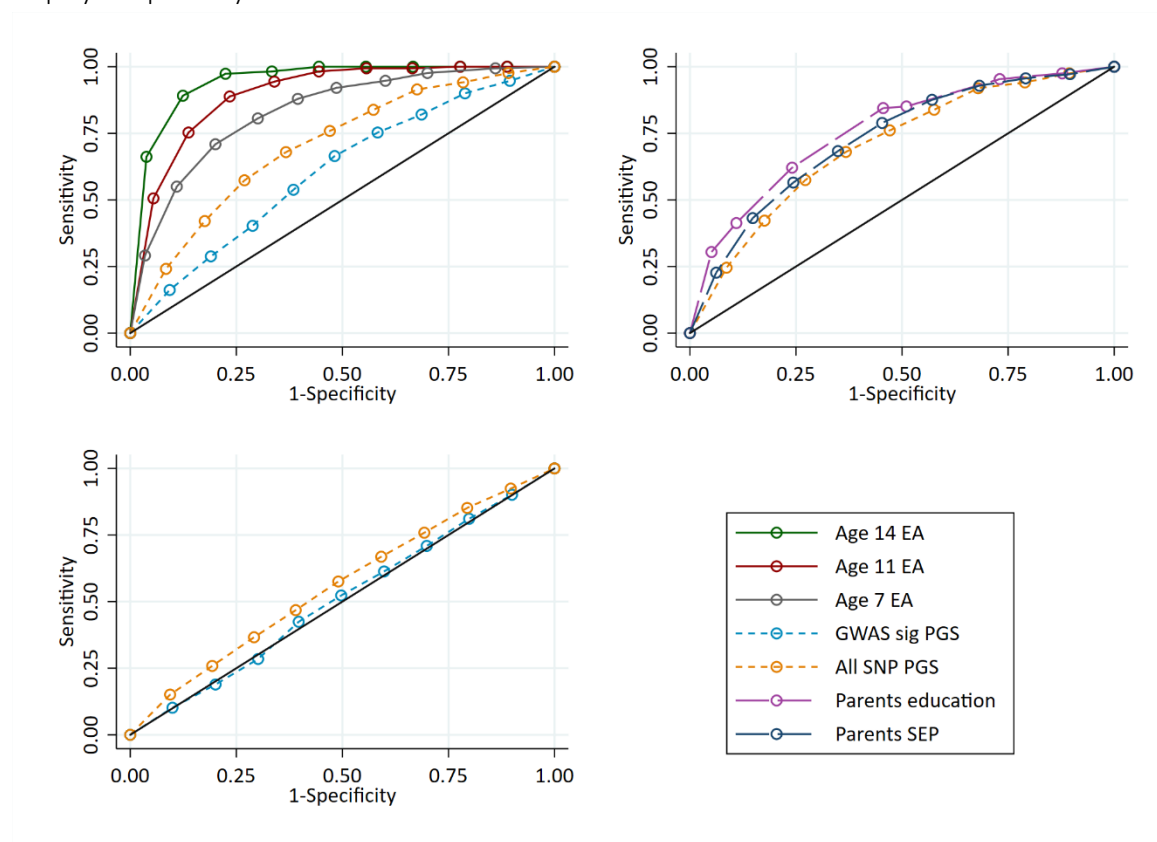 Sensitivity
1.00
0.75
0.50
0.25
0.00
0.00 0.25 0.50 0.75 1.00
1-Specificity
Sensitivity
1.00
0.75
0.50
0.25
0.00
0.00 0.25 0.50 0.75 1.00
1-Specificity
Sensitivity
1.00
0.75
0.50
0.25
0.00
0.00 0.25 0.50 0.75 1.00
1-Specificity
Age 14 EA
Age 11 EA
Age 7 EA
GWAS sig PGS
All SNP PGS
Parents education
Parents SEP